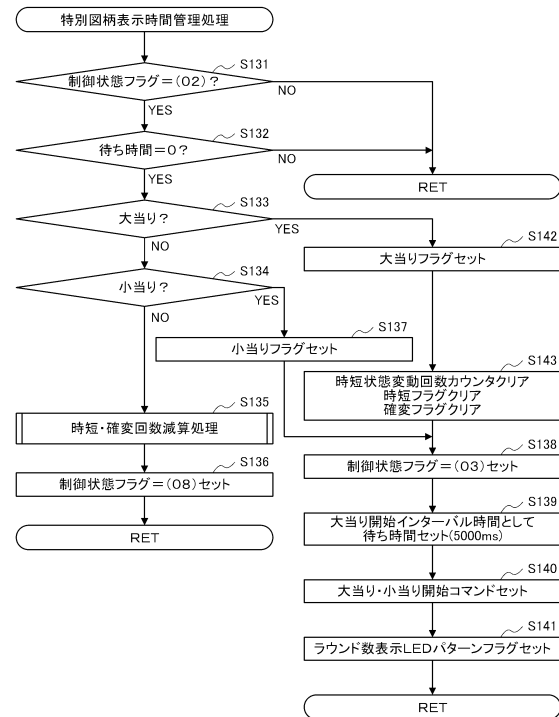 特別図柄表示時間管理処理
S131
制御状態フラグ=(02)?
NO
YES
S132
待ち時間=0?
NO
YES
RET
S133
大当り?
YES
NO
S142
大当りフラグセット
S134
小当り?
YES
NO
S137
小当りフラグセット
S143
時短状態変動回数カウンタクリア
時短フラグクリア
確変フラグクリア
S135
時短・確変回数減算処理
S138
制御状態フラグ=(03)セット
S136
制御状態フラグ=(08)セット
RET
S139
大当り開始インターバル時間として
待ち時間セット(5000ms)
S140
大当り・小当り開始コマンドセット
S141
ラウンド数表示LEDパターンフラグセット
RET